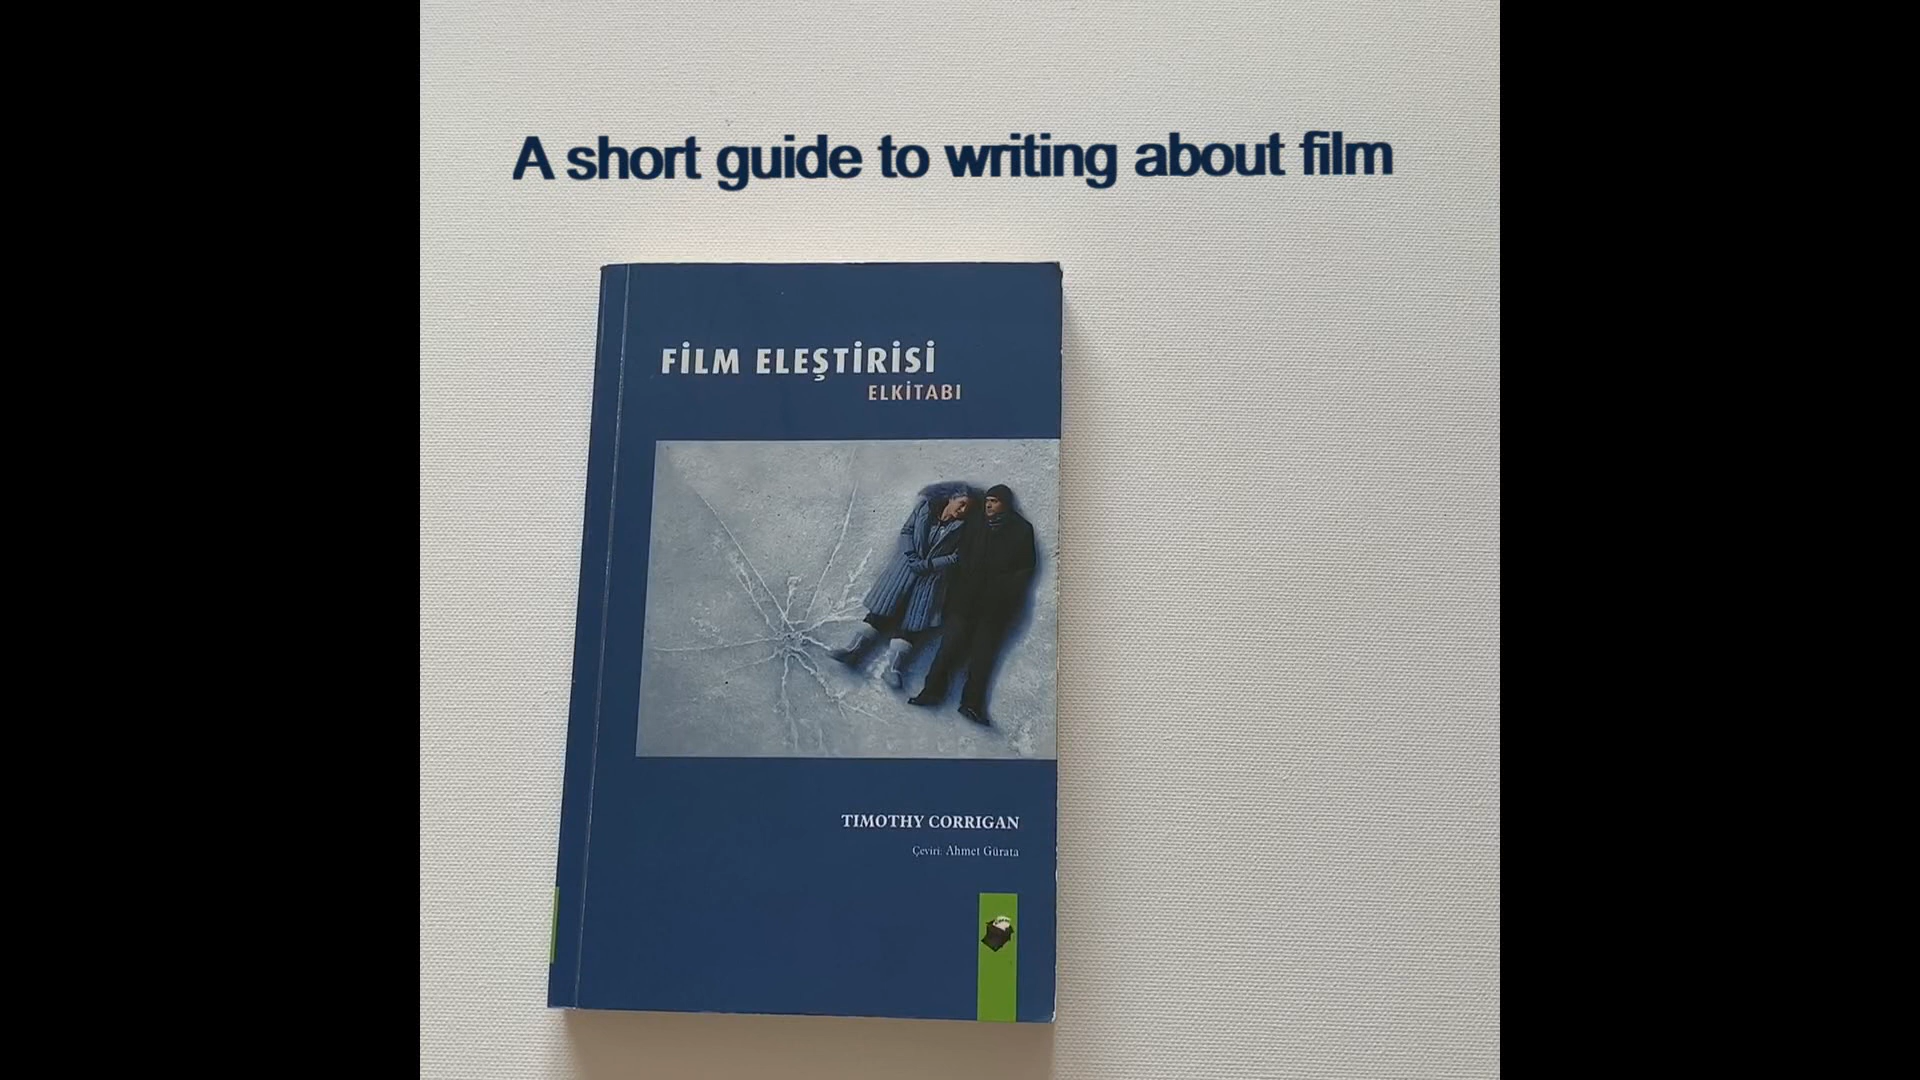 A short guide to writing about film
FİLM ELEŞTİRİSİ
ELKİTABI
TIMOTHY CORRIGAN
Çeviri: Ahmet Gürata